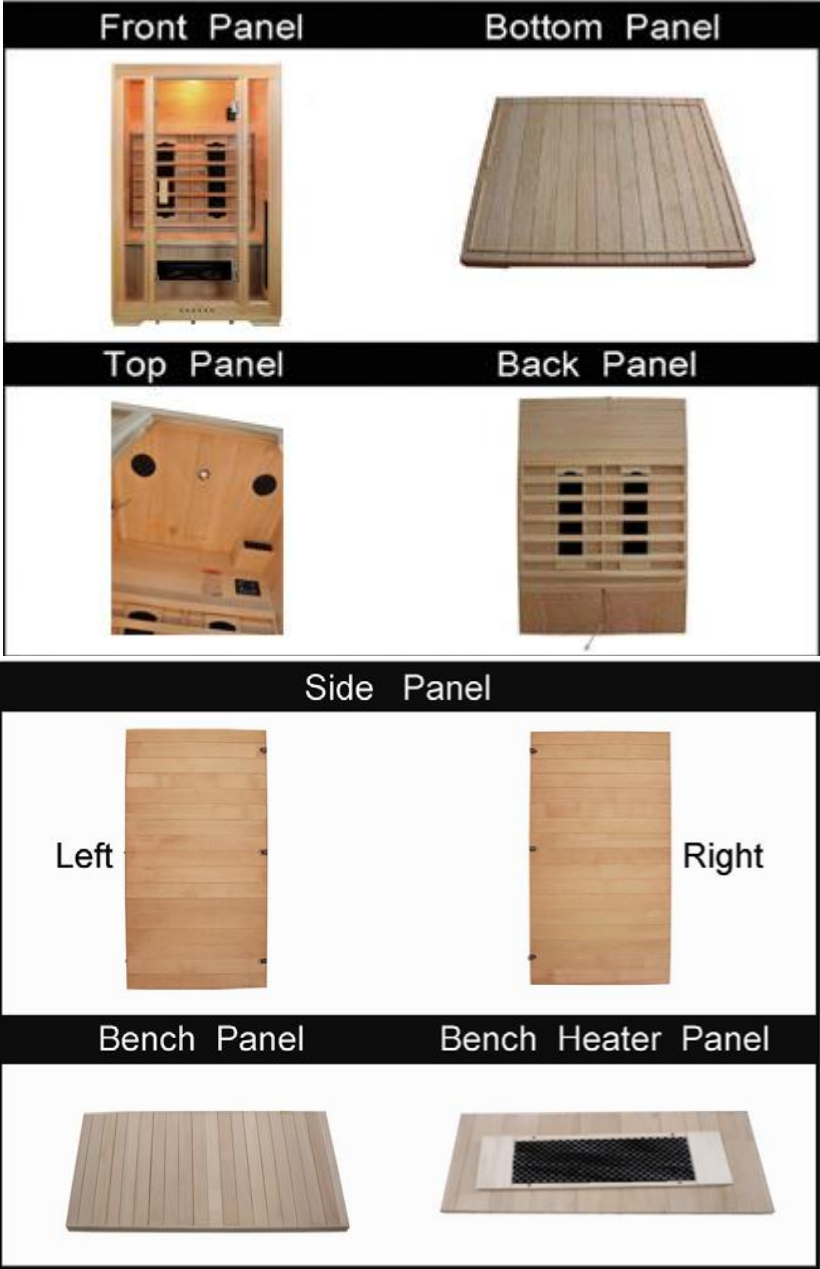 Front Panel
Bottom Panel
Top Panel
Back Panel
Side Panel
Left
Right
Bench Panel
Bench Heater Panel